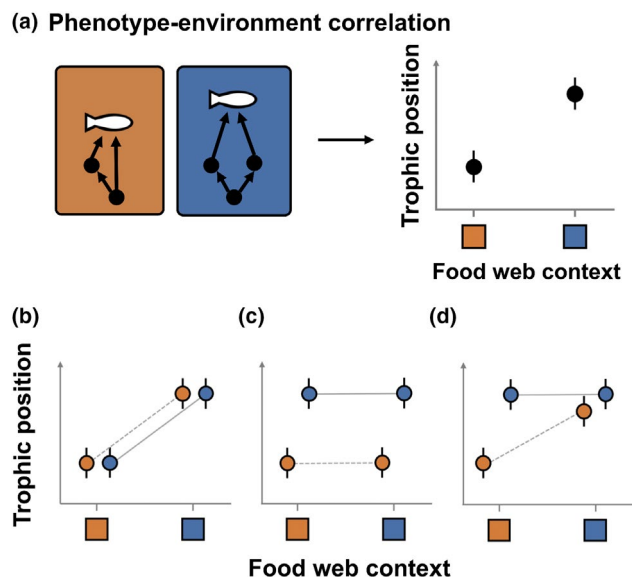 (a) Phenotype-environment correlation
Trophic position
Food web context
(b)
(c)
(d)
Trophic position
Food web context